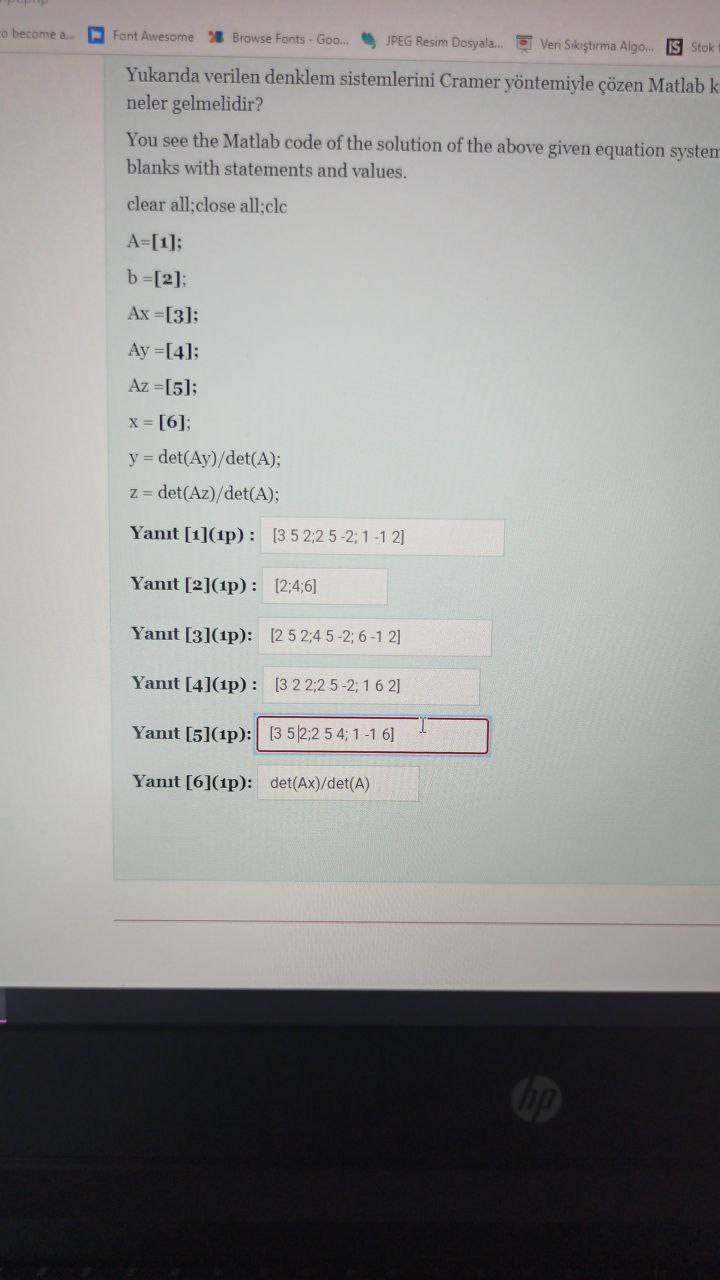 become a...
Font Awesome
Browse Fonts - Goo...
JPEG Resim Dosyala...
Veri Sıkıştırma Algo...
iS
Stok
Yukarıda verilen denklem sistemlerini Cramer yöntemiyle çözen Matlab k
neler gelmelidir?
You see the Matlab code of the solution of the above given equation system
blanks with statements and values.
clear all;close all;clc
A=[1];
b =[2];
Ax =[3];
Ay =[4];
Az =[5];
x = [6];
y = det(Ay)/det(A);
z = det(Az)/det(A);
Yanıt [1](1p) : [3 5 2;2 5 -2; 1 -1 2]
Yanıt [2](1p) : [2;4;6]
Yanıt [3](1p): [2 5 2;4 5 -2; 6 -1 2]
Yanıt [4](1p) : [3 2 2;2 5 -2; 1 6 2]
Yanıt [5](1p): [3 5 2;2 5 4; 1 -1 6]
Yanıt [6](1p): det(Ax)/det(A)
hp